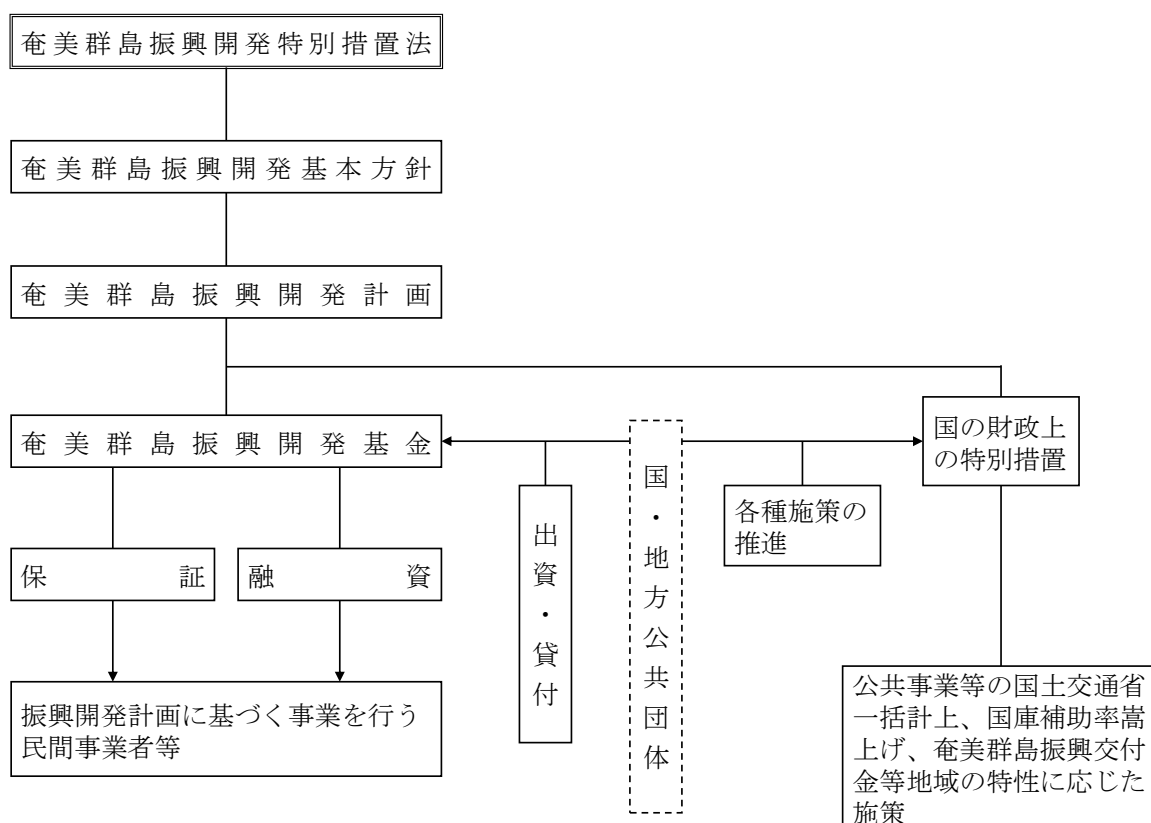 奄美群島振興開発特別措置法
奄美群島振興開発基本方針
奄美群島振興開発計画
奄美群島振興開発基金
国の財政上
の特別措置
国・地方公共団体
各種施策の
推進
出資・貸付
保証
融資
振興開発計画に基づく事業を行う
民間事業者等
公共事業等の国土交通省
一括計上、国庫補助率嵩
上げ、奄美群島振興交付
金等地域の特性に応じた
施策